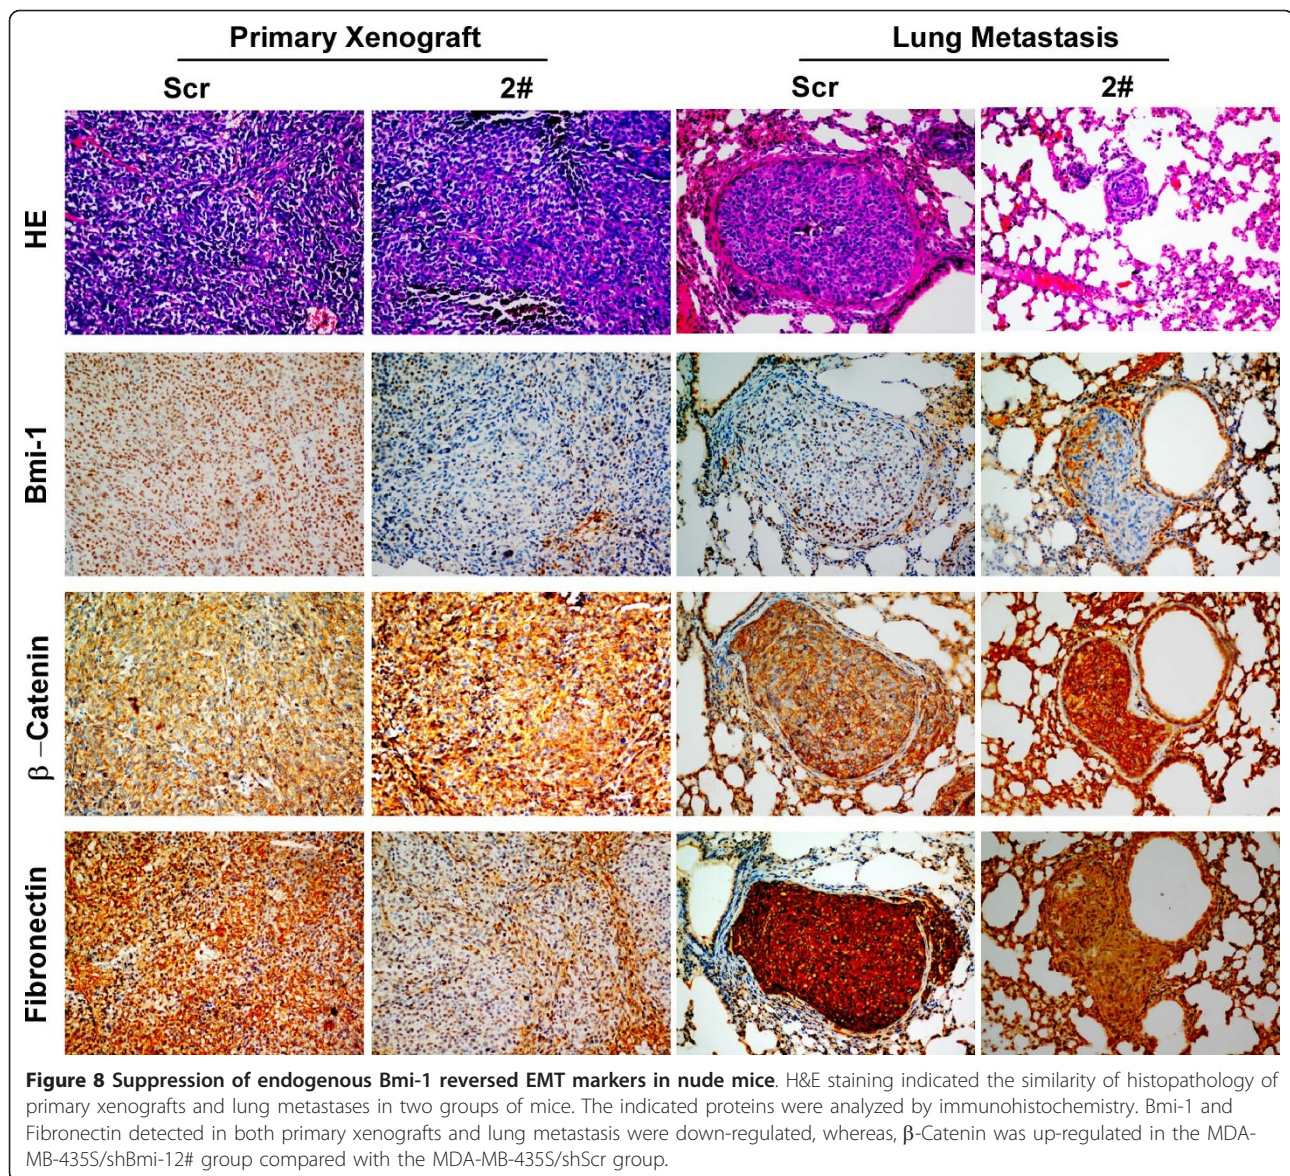 Primary Xenograft
Lung Metastasis
Scr
2#
Scr
2#
HE
Bmi-1
β –Catenin
Fibronectin
Figure 8 Suppression of endogenous Bmi-1 reversed EMT markers in nude mice. H&E staining indicated the similarity of histopathology of
primary xenografts and lung metastases in two groups of mice. The indicated proteins were analyzed by immunohistochemistry. Bmi-1 and
Fibronectin detected in both primary xenografts and lung metastasis were down-regulated, whereas, β-Catenin was up-regulated in the MDA-
MB-435S/shBmi-12# group compared with the MDA-MB-435S/shScr group.